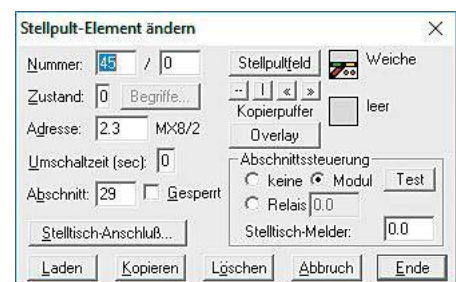 Stellpult-Element ändern
Nummer: 45 / 0 Stellpultfeld Weiche
Zustand: 0 Begriffe... -- | « »
Kopierpuffer leer
Adresse: 2.3 MX8/2 Overlay
Umschaltzeit (sec): 0 Abschnittssteuerung
keine Modul Test
Abschnitt: 29 Gesperrt Relais 0.0
Stelltisch-Anschluß... Stelltisch-Melder: 0.0
Laden Kopieren Löschen Abbruch Ende